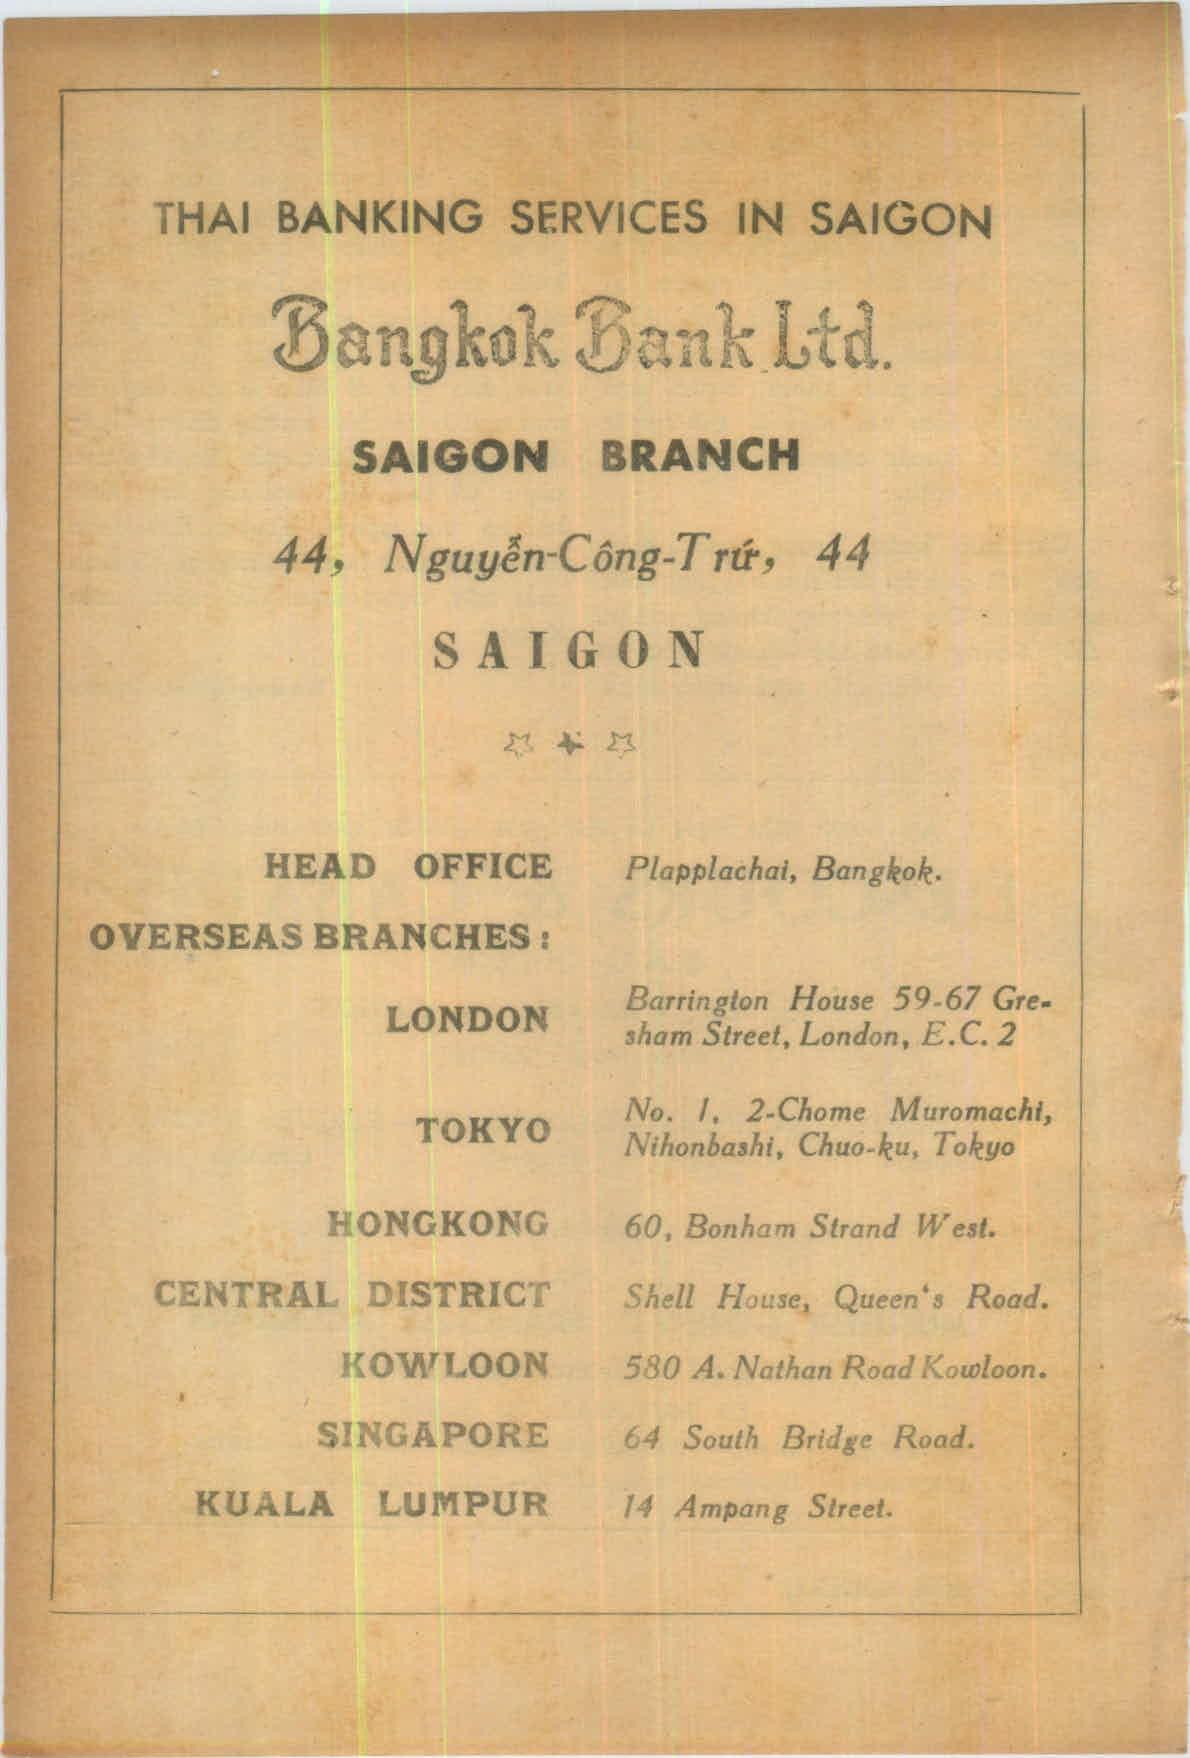 THAI BANKING SERVICES IN SAIGON
Bangkok Bank Ltd.
SAIGON BRANCH
44, Nguyễn-Công-Trứ, 44
SAIGON
HEAD OFFICE Plapplachai, Bangkok.
OVERSEAS BRANCHES :
LONDON Barrington House 59-67 Gre-
sham Street, London, E.C. 2
TOKYO No. 1, 2-Chome Muromachi,
Nihonbashi, Chuo-ku, Tokyo
HONGKONG 60, Bonham Strand West.
CENTRAL DISTRICT Shell House, Queen‘s Road.
KOWLOON 580 A. Nathan Road Kowloon.
SINGAPORE 64 South Bridge Road.
KUALA LUMPUR 14 Ampang Street.